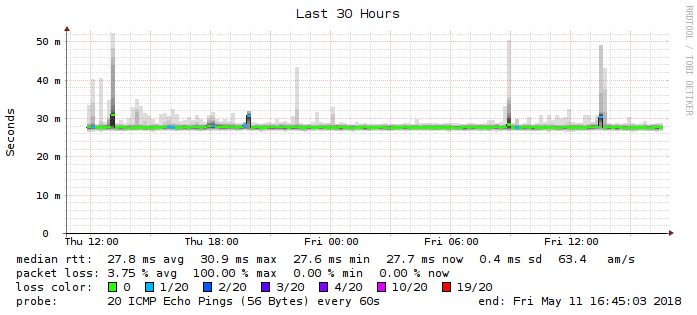 Last 30 Hours
RRDTOOL / TOBI OETIKER
Seconds
50 m
40 m
30 m
20 m
10 m
0
Thu 12:00 Thu 18:00 Fri 00:00 Fri 06:00 Fri 12:00
median rtt: 27.8 ms avg 30.9 ms max 27.6 ms min 27.7 ms now 0.4 ms sd 63.4 am/s
packet loss: 3.75 % avg 100.00 % max 0.00 % min 0.00 % now
loss color: 0 1/20 2/20 3/20 4/20 10/20 19/20
probe: 20 ICMP Echo Pings (56 Bytes) every 60s end: Fri May 11 16:45:03 2018